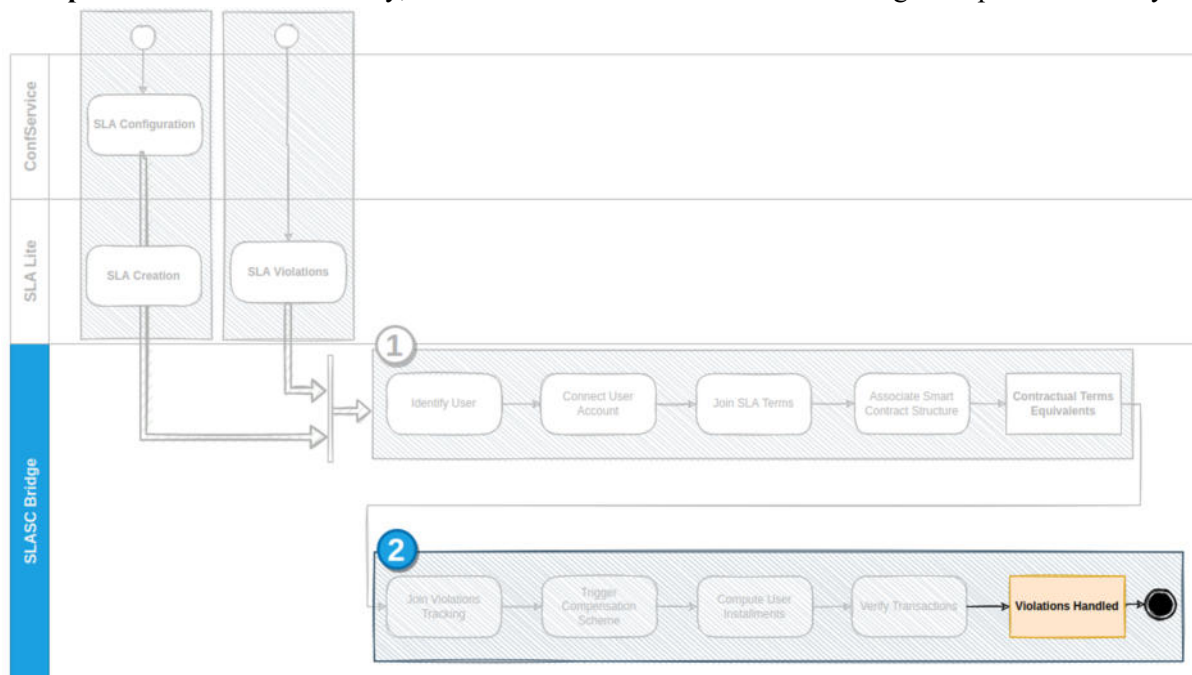 ConfService
SLA Configuration
SLA Lite
SLA Creation
SLA Violations
SLASC Bridge
1
Identify User
Connect User
Account
Join SLA Terms
Associate Smart
Contract Structure
Contractual Terms
Equivalents
2
Join Violations
Tracking
Trigger
Compensation
Scheme
Compute User
Installments
Verify Transactions
Violations Handled